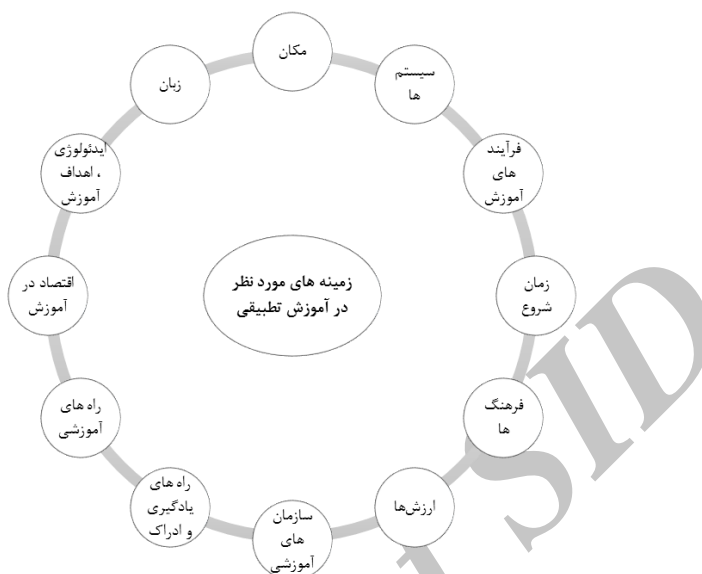 مکان
سیستم
ها
فرآیند
های
آموزش
زمان
شروع
فرهنگ
ها
ارزش‌ها
سازمان
های
آموزشی
راه های
یادگیری
و ادراک
راه های
آموزشی
اقتصاد در
آموزش
ایدئولوژی
، اهداف
آموزش
زبان
زمینه های مورد نظر
در آموزش تطبیقی
SID